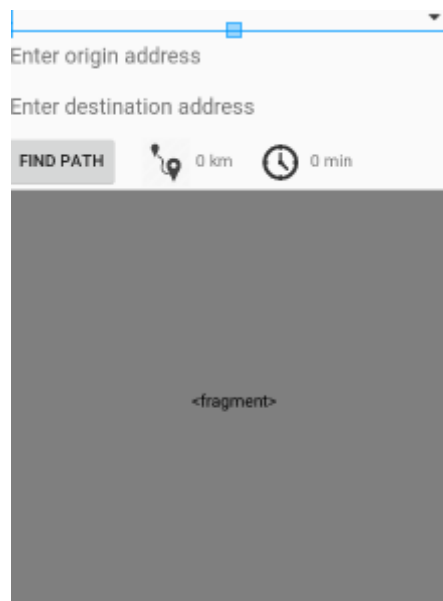 Enter origin address
Enter destination address
FIND PATH 0 km 0 min
<fragment>